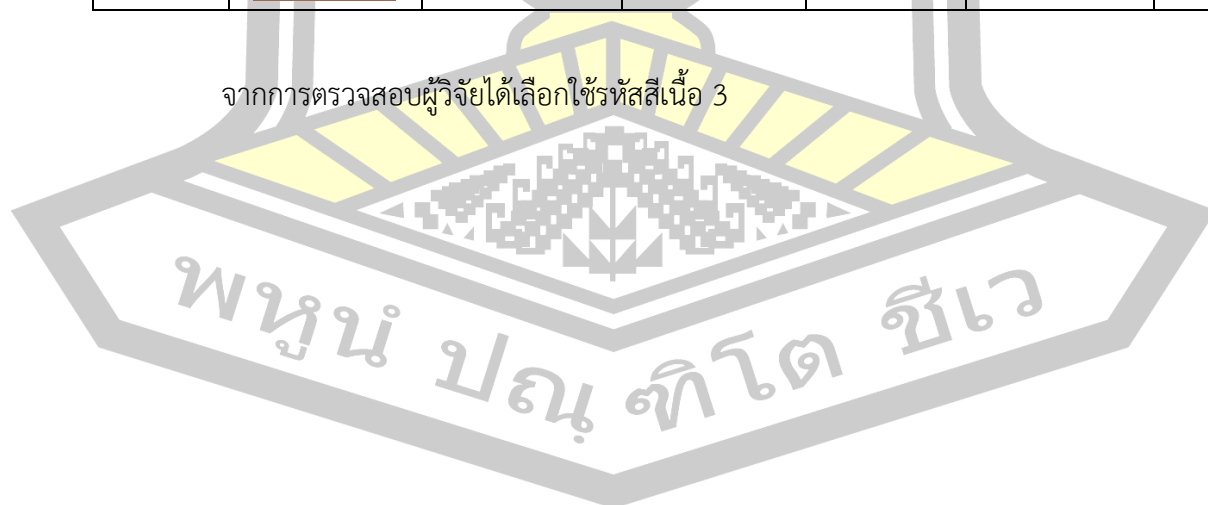 จากการตรวจสอบผู้วิจัยได้เลือกใช้รหัสสีเนื้อ 3
พหูนํ ปณฺฑิโต ชีเว